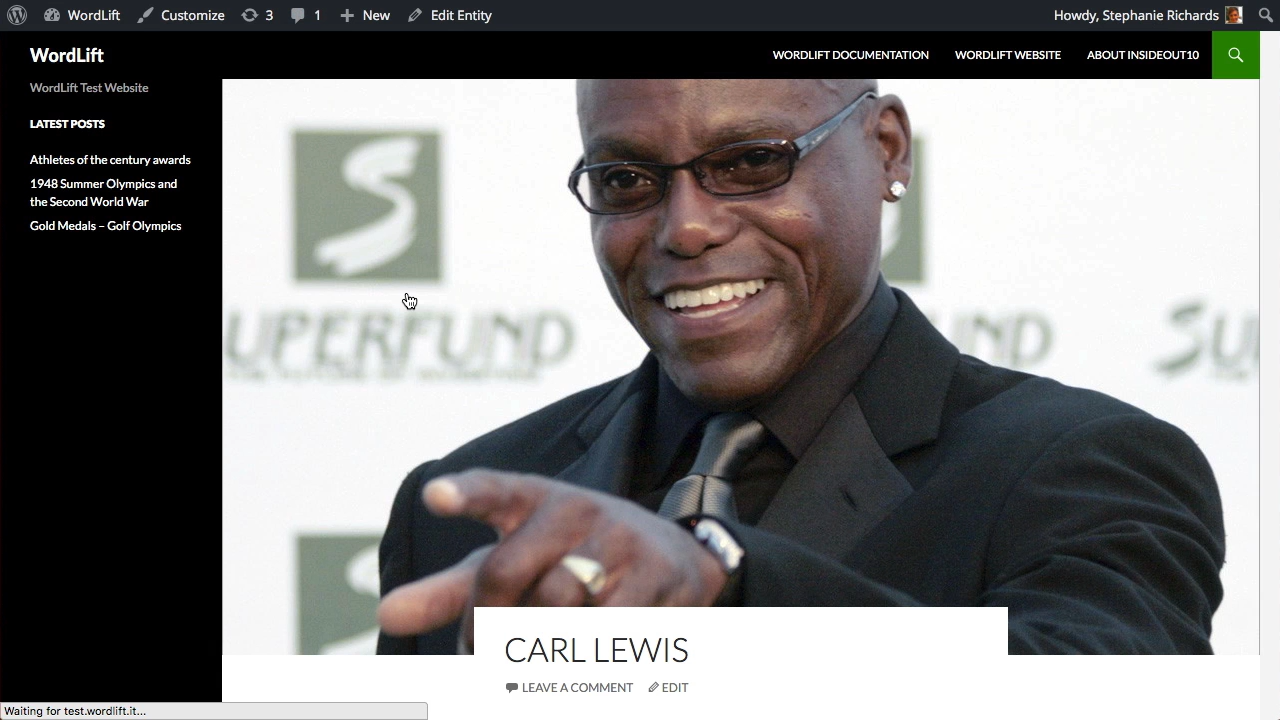 WordLift Customize 3 1 New Edit Entity Howdy, Stephanie Richards
WordLift WORDLIFT DOCUMENTATION WORDLIFT WEBSITE ABOUT INSIDEOUT10
WordLift Test Website
LATEST POSTS
Athletes of the century awards
1948 Summer Olympics and
the Second World War
Gold Medals – Golf Olympics
UPERFUND
ND
SU
CARL LEWIS
LEAVE A COMMENT EDIT
Waiting for test.wordlift.it...